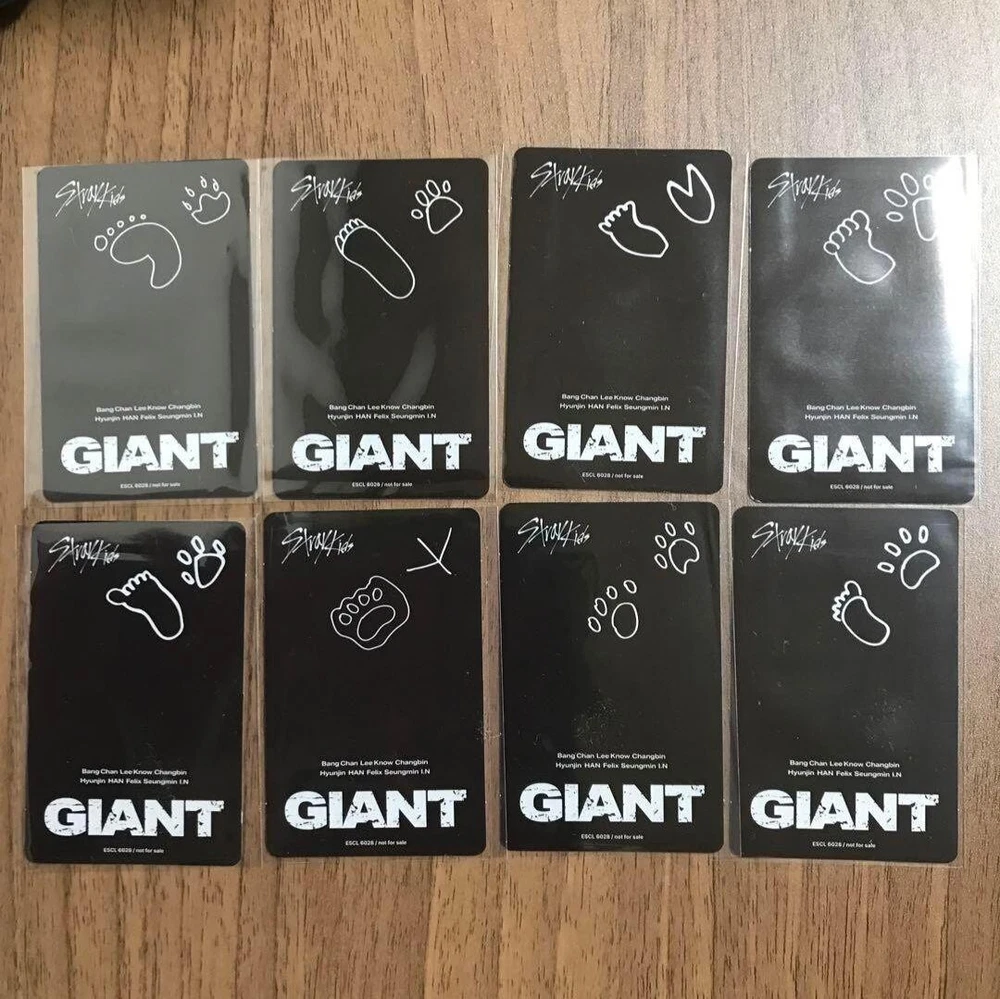 Stray Kids
Bang Chan Lee Know Changbin
Hyunjin HAN Felix Seungmin I.N
GIANT
ESCL 6028 / not for sale
Stray Kids
Bang Chan Lee Know Changbin
Hyunjin HAN Felix Seungmin I.N
GIANT
ESCL 6028 / not for sale
Stray Kids
Bang Chan Lee Know Changbin
Hyunjin HAN Felix Seungmin I.N
GIANT
ESCL 6028 / not for sale
Stray Kids
Bang Chan Lee Know Changbin
Hyunjin HAN Felix Seungmin I.N
GIANT
ESCL 6028 / not for sale
Stray Kids
Bang Chan Lee Know Changbin
Hyunjin HAN Felix Seungmin I.N
GIANT
ESCL 6028 / not for sale
Stray Kids
Bang Chan Lee Know Changbin
Hyunjin HAN Felix Seungmin I.N
GIANT
ESCL 6028 / not for sale
Stray Kids
Bang Chan Lee Know Changbin
Hyunjin HAN Felix Seungmin I.N
GIANT
ESCL 6028 / not for sale
Stray Kids
Bang Chan Lee Know Changbin
Hyunjin HAN Felix Seungmin I.N
GIANT
ESCL 6028 / not for sale